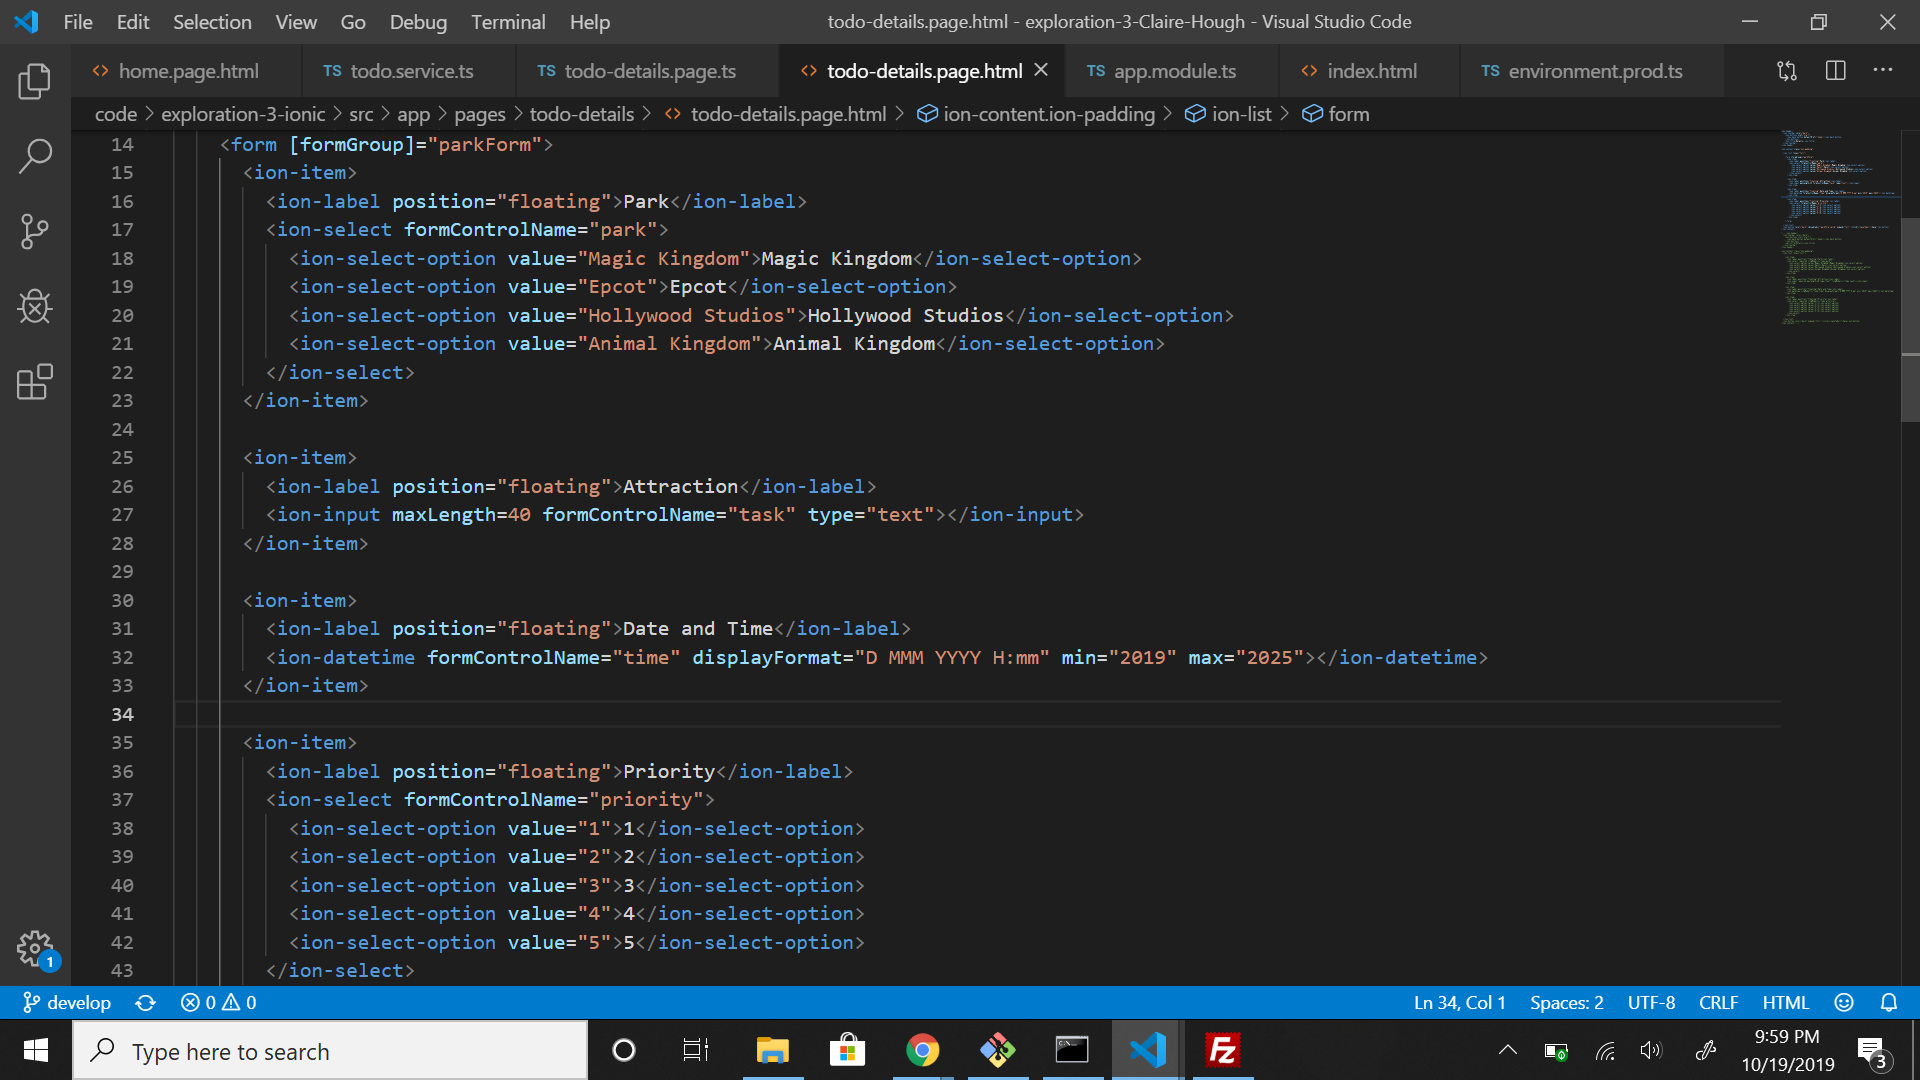 File Edit Selection View Go Debug Terminal Help todo-details.page.html - exploration-3-Claire-Hough - Visual Studio Code
home.page.html TS todo.service.ts TS todo-details.page.ts todo-details.page.html TS app.module.ts index.html TS environment.prod.ts
code > exploration-3-ionic > src > app > pages > todo-details > todo-details.page.html > ion-content.ion-padding > ion-list > form
14 <form [formGroup]="parkForm">
15 <ion-item>
16 <ion-label position="floating">Park</ion-label>
17 <ion-select formControlName="park">
18 <ion-select-option value="Magic Kingdom">Magic Kingdom</ion-select-option>
19 <ion-select-option value="Epcot">Epcot</ion-select-option>
20 <ion-select-option value="Hollywood Studios">Hollywood Studios</ion-select-option>
21 <ion-select-option value="Animal Kingdom">Animal Kingdom</ion-select-option>
22 </ion-select>
23 </ion-item>
24
25 <ion-item>
26 <ion-label position="floating">Attraction</ion-label>
27 <ion-input maxLength=40 formControlName="task" type="text"></ion-input>
28 </ion-item>
29
30 <ion-item>
31 <ion-label position="floating">Date and Time</ion-label>
32 <ion-datetime formControlName="time" displayFormat="D MMM YYYY H:mm" min="2019" max="2025"></ion-datetime>
33 </ion-item>
34
35 <ion-item>
36 <ion-label position="floating">Priority</ion-label>
37 <ion-select formControlName="priority">
38 <ion-select-option value="1">1</ion-select-option>
39 <ion-select-option value="2">2</ion-select-option>
40 <ion-select-option value="3">3</ion-select-option>
41 <ion-select-option value="4">4</ion-select-option>
42 <ion-select-option value="5">5</ion-select-option>
43 </ion-select>
1
develop 0 0 Ln 34, Col 1 Spaces: 2 UTF-8 CRLF HTML
Type here to search
Fz
9:59 PM
10/19/2019
3